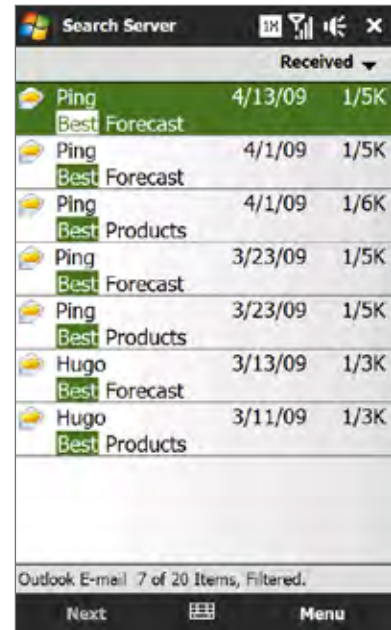 Search Server 1X
Received
Ping 4/13/09 1/5K
Best Forecast
Ping 4/1/09 1/5K
Best Forecast
Ping 4/1/09 1/6K
Best Products
Ping 3/23/09 1/5K
Best Forecast
Ping 3/23/09 1/5K
Best Products
Hugo 3/13/09 1/3K
Best Forecast
Hugo 3/11/09 1/3K
Best Products
Outlook E-mail 7 of 20 Items, Filtered.
Next Menu